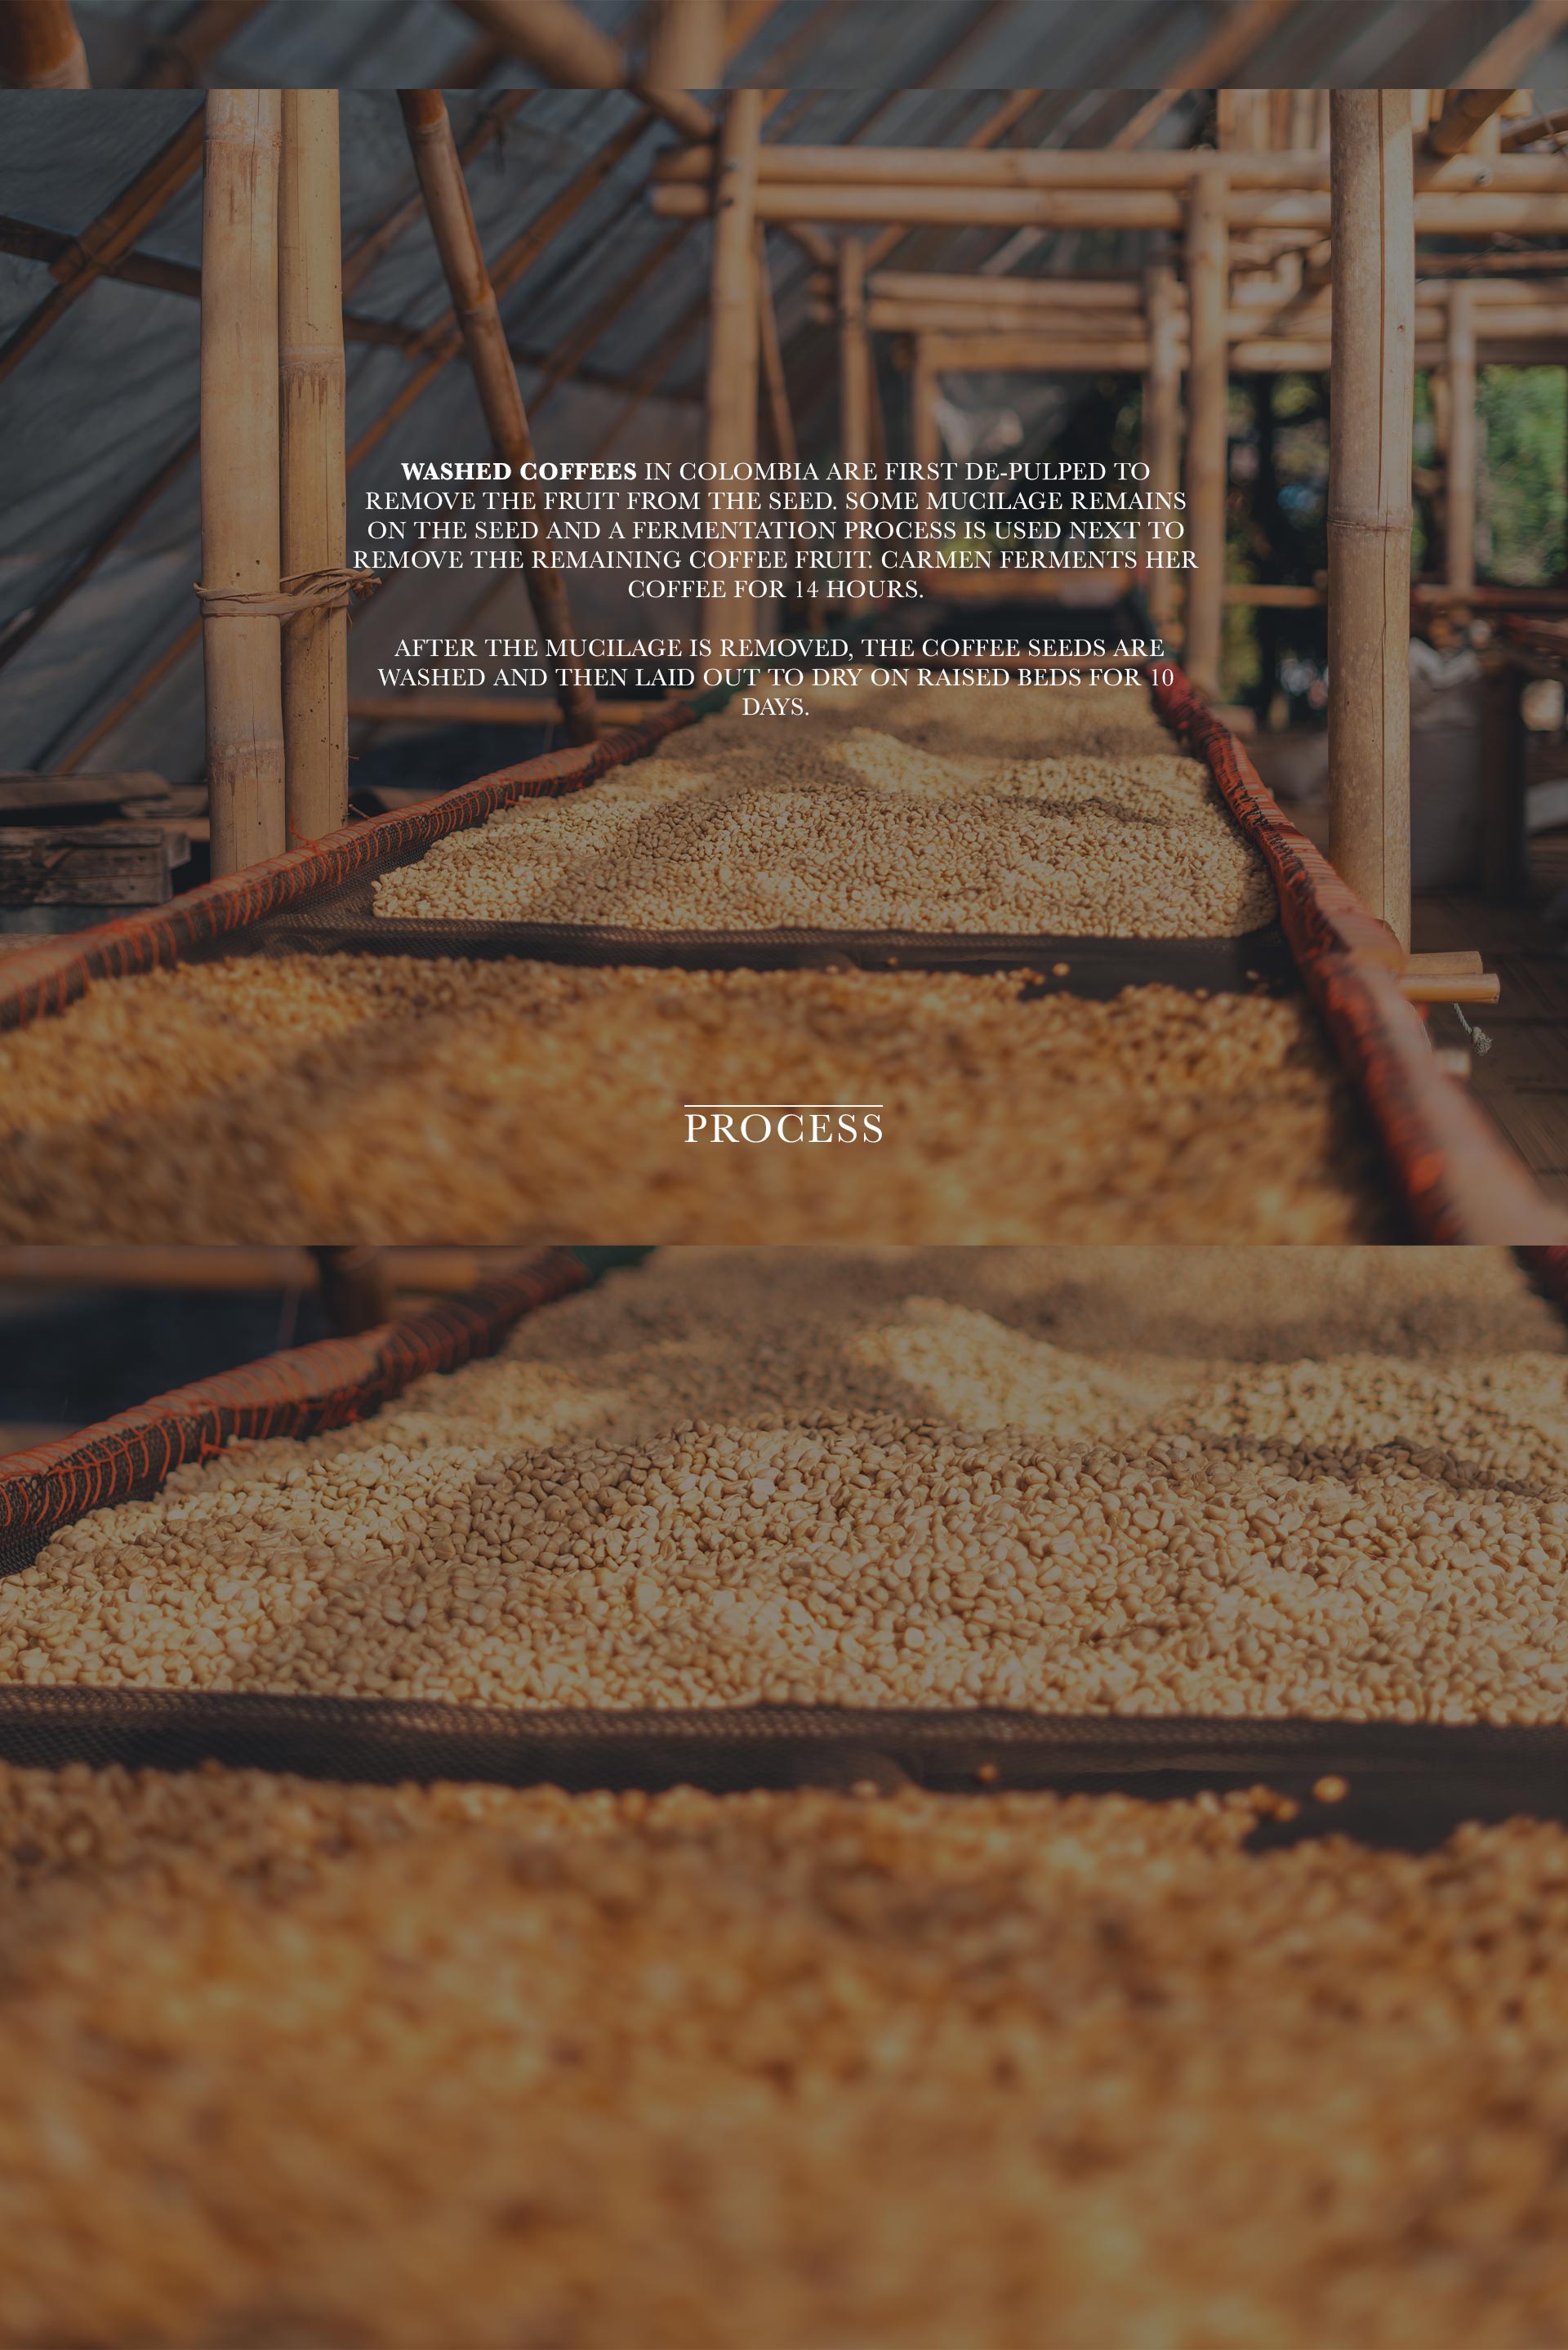 WASHED COFFEES IN COLOMBIA ARE FIRST DE-PULPED TO
REMOVE THE FRUIT FROM THE SEED. SOME MUCILAGE REMAINS
ON THE SEED AND A FERMENTATION PROCESS IS USED NEXT TO
REMOVE THE REMAINING COFFEE FRUIT. CARMEN FERMENTS HER
COFFEE FOR 14 HOURS.
AFTER THE MUCILAGE IS REMOVED, THE COFFEE SEEDS ARE
WASHED AND THEN LAID OUT TO DRY ON RAISED BEDS FOR 10
DAYS.
PROCESS